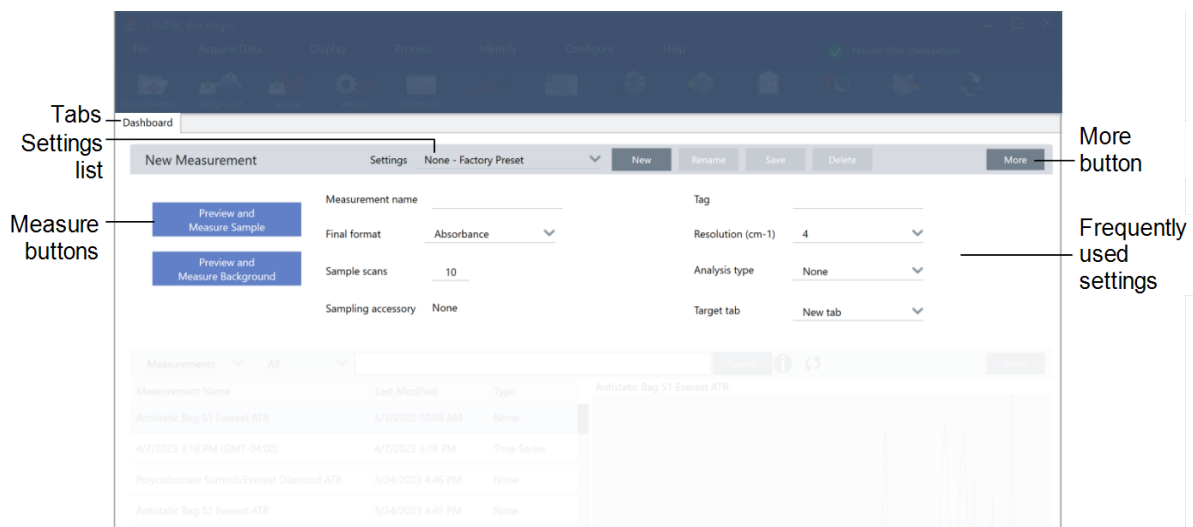 OMNIC Paradigm
File Acquire Data Display Process Identify Configure Help
Background Sample Settings Dashboard
Tabs
Dashboard
Settings
list
New Measurement Settings None - Factory Preset New Rename Save Delete More
More
button
Measure
buttons
Preview and
Measure Sample
Preview and
Measure Background
Measurement name
Final format Absorbance
Sample scans 10
Sampling accessory None
Tag
Resolution (cm-1) 4
Analysis type None
Target tab New tab
Frequently
used
settings
Measurements All Search More
Measurement Name Last Modified Type
Antistatic Bag S1 Everest ATR
Antistatic Bag S1 Everest ATR 5/3/2023 10:09 AM None
4/7/2023 3:18 PM (GMT-04:00) 4/7/2023 3:18 PM Time Series
Polycarbonate Summit/Everest Diamond ATR 3/24/2023 4:46 PM None
Antistatic Bag S1 Everest ATR 3/24/2023 4:45 PM None